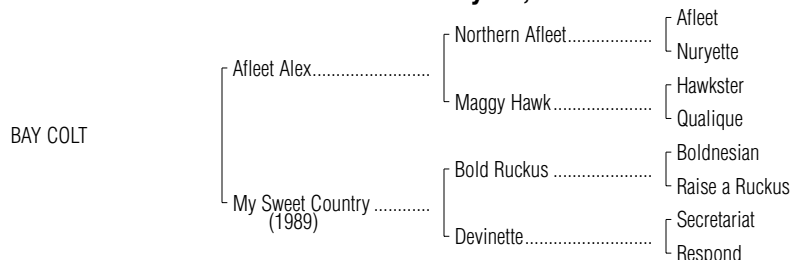 Afleet
Northern Afleet..................
Nuryette
Afleet Alex.........................
Hawkster
Maggy Hawk.....................
Qualique
BAY COLT
Boldnesian
Bold Ruckus.....................
Raise a Ruckus
My Sweet Country............
(1989)
Secretariat
Devinette...........................
Respond